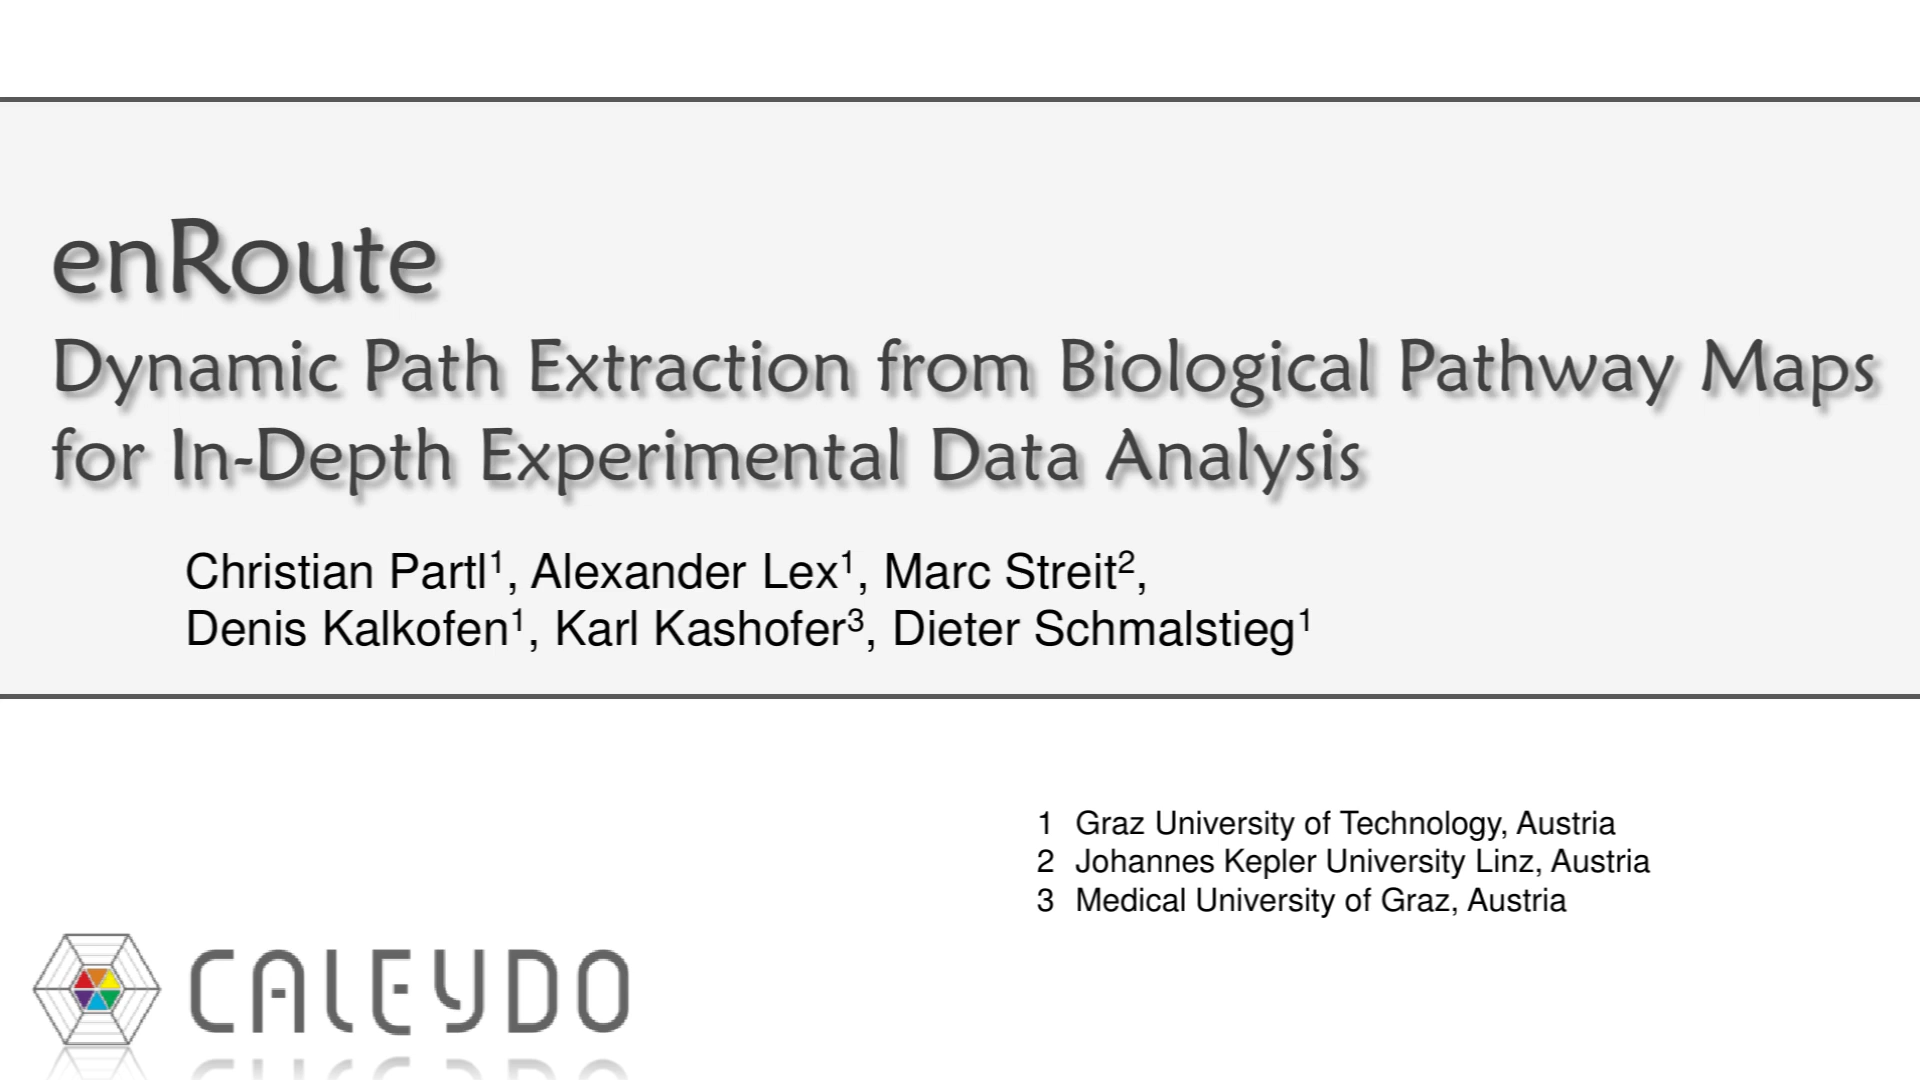 enRoute
Dynamic Path Extraction from Biological Pathway Maps
for In-Depth Experimental Data Analysis
Christian Partl¹, Alexander Lex¹, Marc Streit²,
Denis Kalkofen¹, Karl Kashofer³, Dieter Schmalstieg¹
1 Graz University of Technology, Austria
2 Johannes Kepler University Linz, Austria
3 Medical University of Graz, Austria
CALEYDO